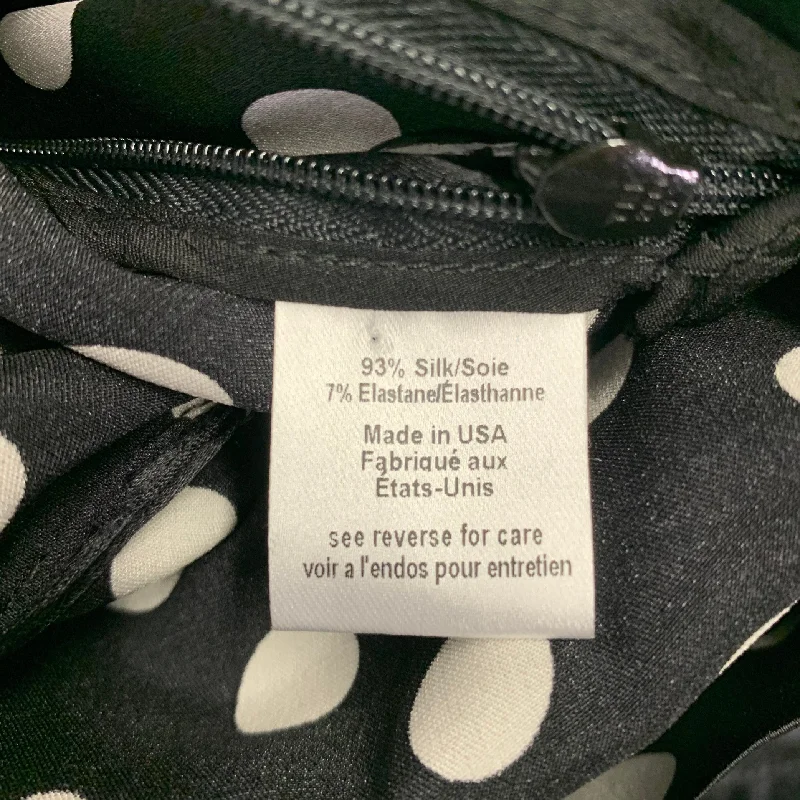 93% Silk/Soie
7% Elastane/Élasthanne
Made in USA
Fabriqué aux
États-Unis
see reverse for care
voir a l'endos pour entretien